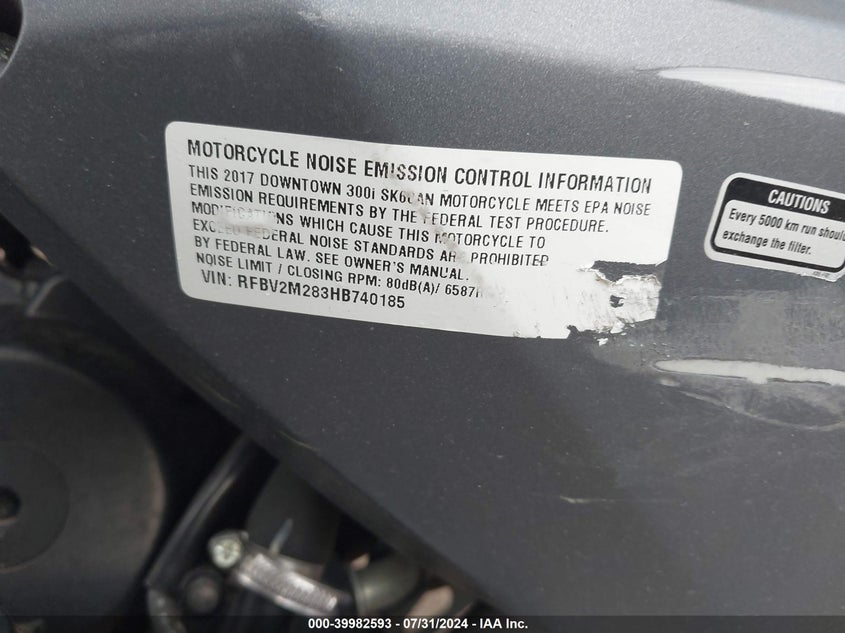 MOTORCYCLE NOISE EMISSION CONTROL INFORMATION
THIS 2017 DOWNTOWN 300i MOTORCYCLE MEETS EPA NOISE
EMISSION REQUIREMENTS BY THE FEDERAL TEST PROCEDURE.
MODIFICATIONS WHICH CAUSE THIS MOTORCYCLE TO
EXCEED FEDERAL NOISE STANDARDS ARE PROHIBITED
BY FEDERAL LAW. SEE OWNER'S MANUAL.
NOISE LIMIT / CLOSING RPM: 80dB(A)/ 6587
VIN: RFBV2M283HB740185
CAUTIONS
Every 5000 km run should
exchange the filter.
000-39982593 - 07/31/2024 - IAA Inc.